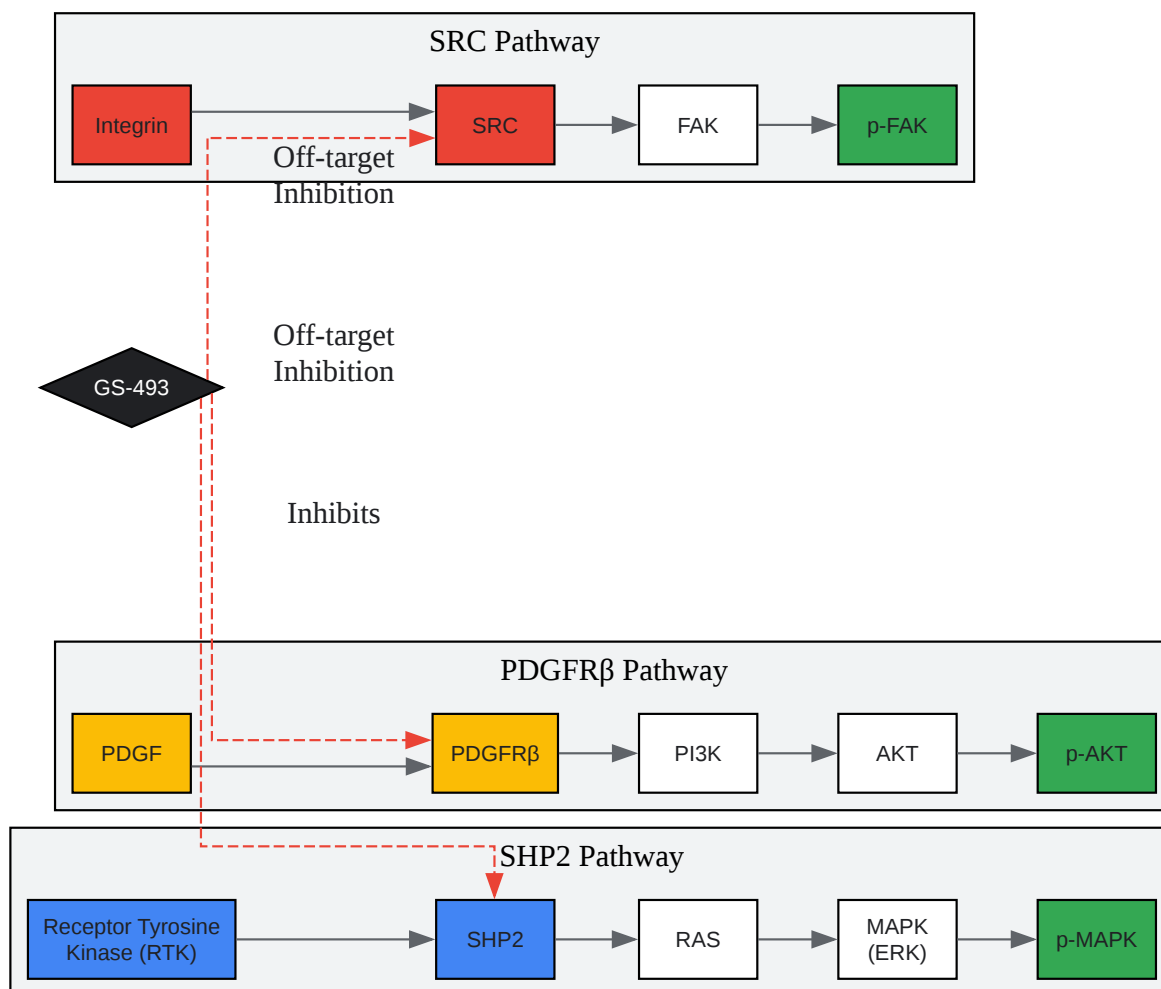 SRC Pathway
Integrin
SRC
FAK
p-FAK
Off-target
Inhibition
Off-target
Inhibition
GS-493
Inhibits
PDGFRβ Pathway
PDGF
PDGFRβ
PI3K
AKT
p-AKT
SHP2 Pathway
Receptor Tyrosine
Kinase (RTK)
SHP2
RAS
MAPK
(ERK)
p-MAPK